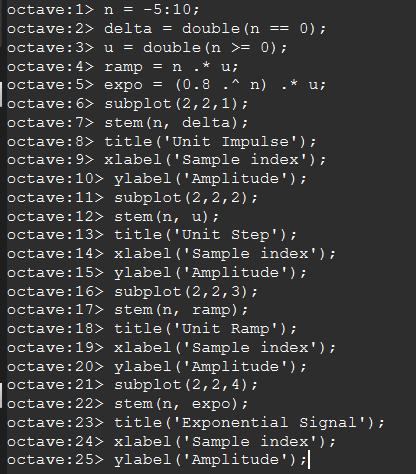 octave:1> n = -5:10;
octave:2> delta = double(n == 0);
octave:3> u = double(n >= 0);
octave:4> ramp = n .* u;
octave:5> expo = (0.8 .^ n) .* u;
octave:6> subplot(2,2,1);
octave:7> stem(n, delta);
octave:8> title('Unit Impulse');
octave:9> xlabel('Sample index');
octave:10> ylabel('Amplitude');
octave:11> subplot(2,2,2);
octave:12> stem(n, u);
octave:13> title('Unit Step');
octave:14> xlabel('Sample index');
octave:15> ylabel('Amplitude');
octave:16> subplot(2,2,3);
octave:17> stem(n, ramp);
octave:18> title('Unit Ramp');
octave:19> xlabel('Sample index');
octave:20> ylabel('Amplitude');
octave:21> subplot(2,2,4);
octave:22> stem(n, expo);
octave:23> title('Exponential Signal');
octave:24> xlabel('Sample index');
octave:25> ylabel('Amplitude');